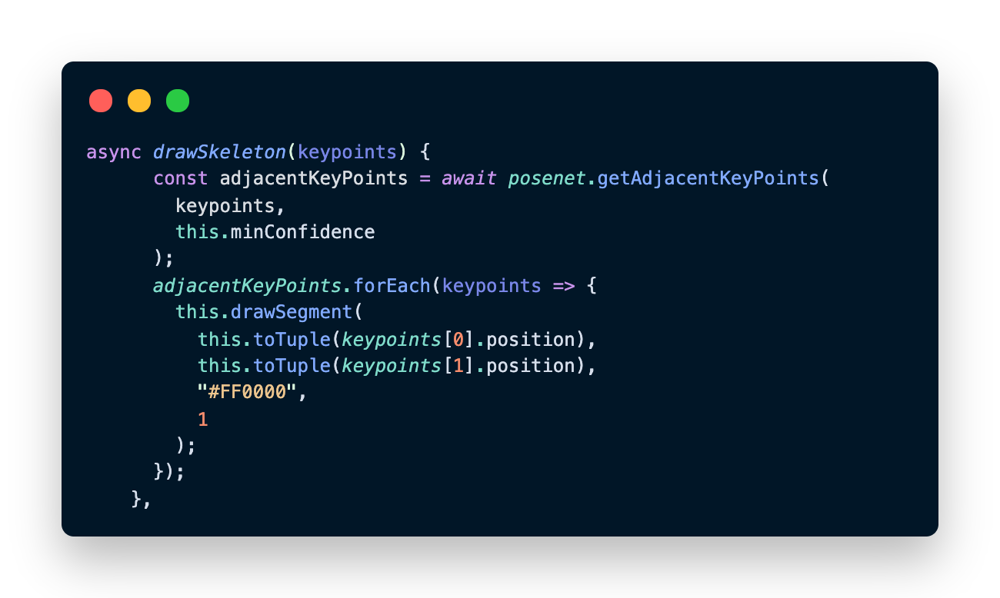 async drawSkeleton(keypoints) {
      const adjacentKeyPoints = await posenet.getAdjacentKeyPoints(
        keypoints,
        this.minConfidence
      );
      adjacentKeyPoints.forEach(keypoints => {
        this.drawSegment(
          this.toTuple(keypoints[0].position),
          this.toTuple(keypoints[1].position),
          "#FF0000",
          1
        );
      });
    },